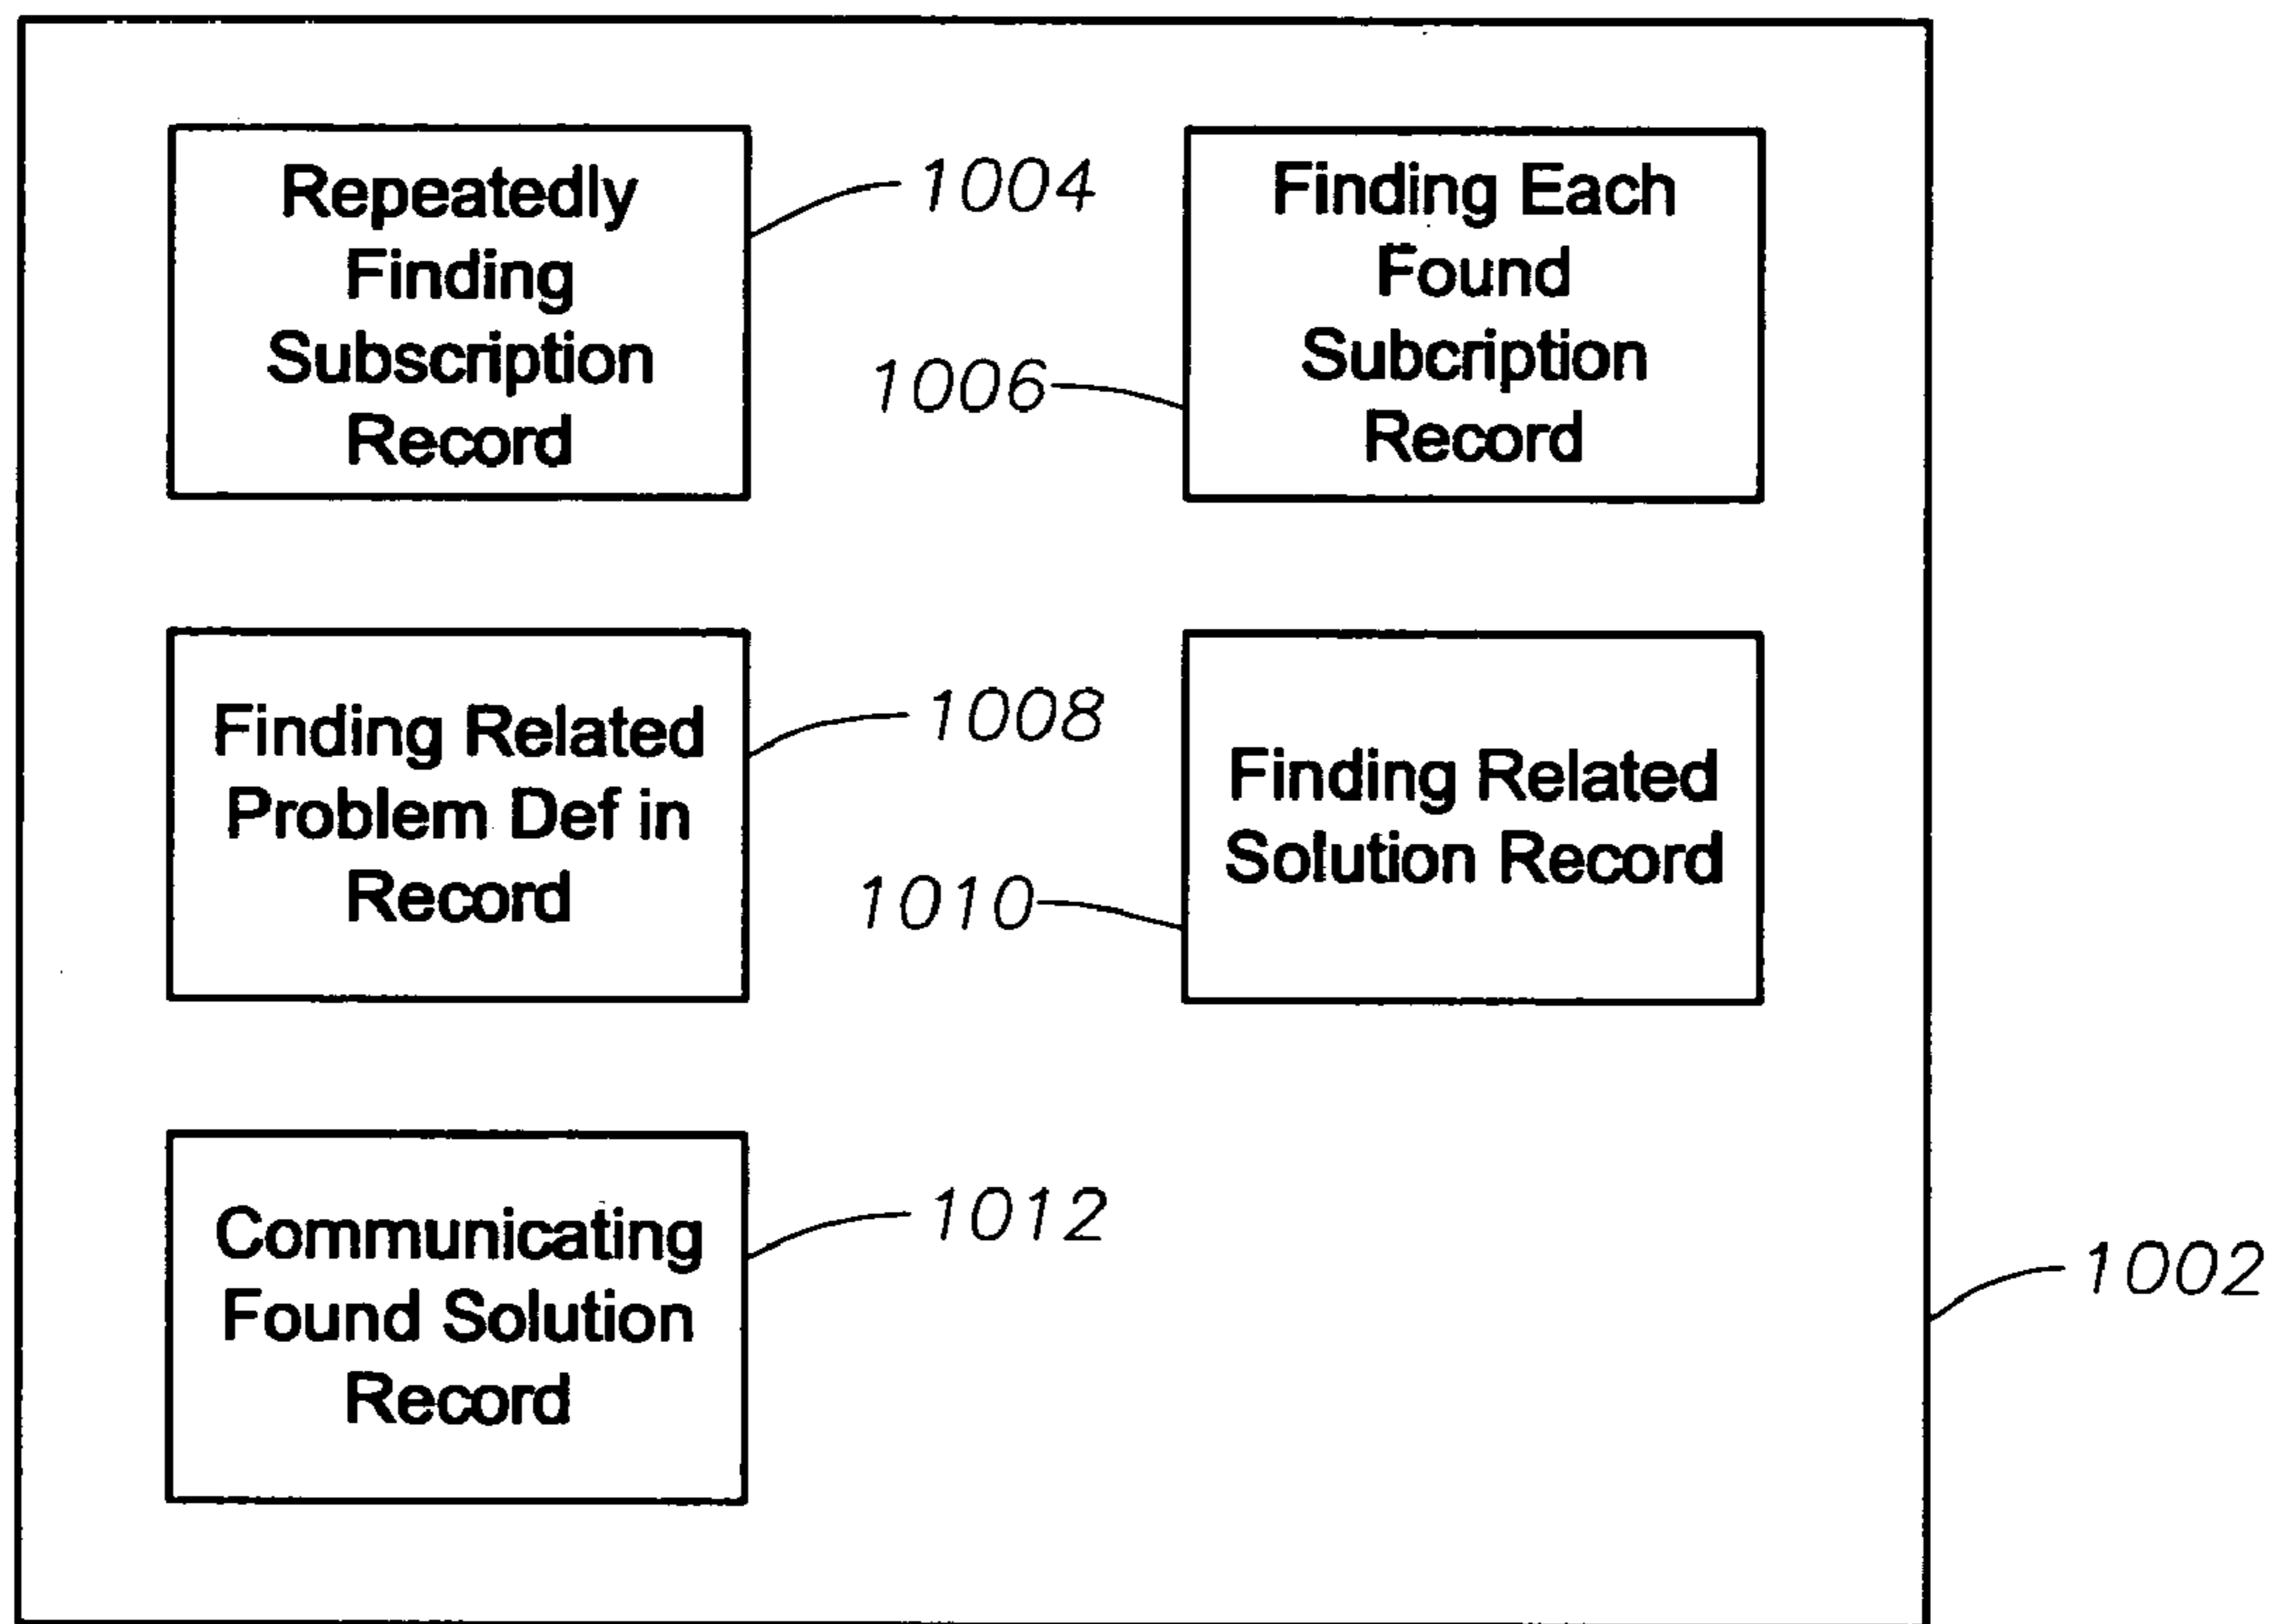 Repeatedly
Finding
Subscription
Record
1004
Finding Each
Found
Subcription
Record
1006
Finding Related
Problem Def in
Record
1008
Finding Related
Solution Record
1010
Communicating
Found Solution
Record
1012
1002